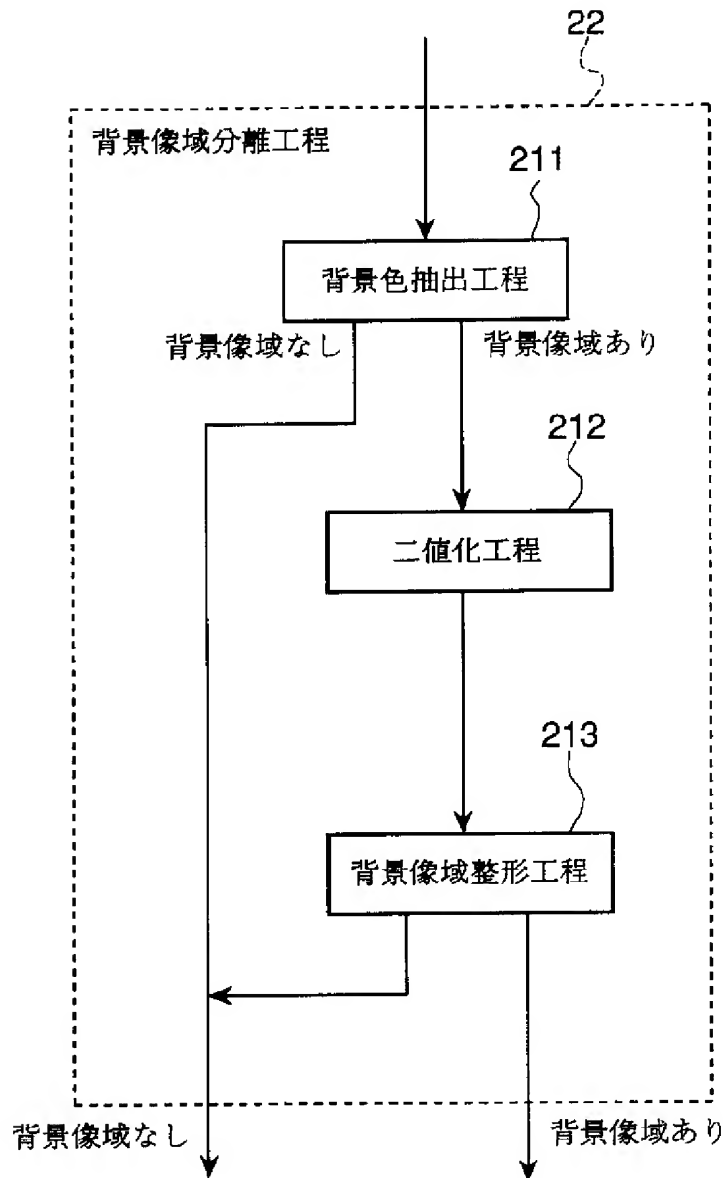 22
背景像域分離工程
211
背景色抽出工程
背景像域なし
背景像域あり
212
二値化工程
213
背景像域整形工程
背景像域なし
背景像域あり